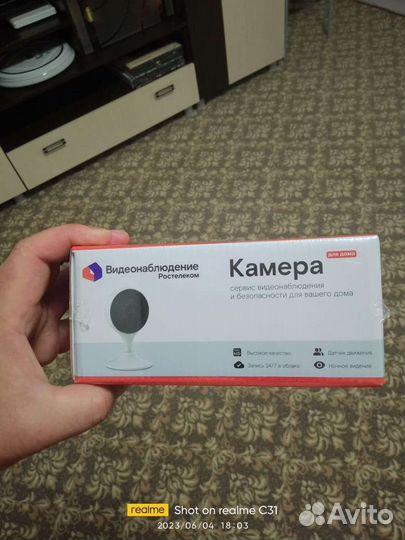 Видеонаблюдение
Ростелеком
Камера
для дома
сервис видеонаблюдения
и безопасности для вашего дома
Высокое качество
Датчик движения
Запись 24/7 в облако
Ночное видение
realme
Shot on realme C31
2023/06/04 18:03
Avito